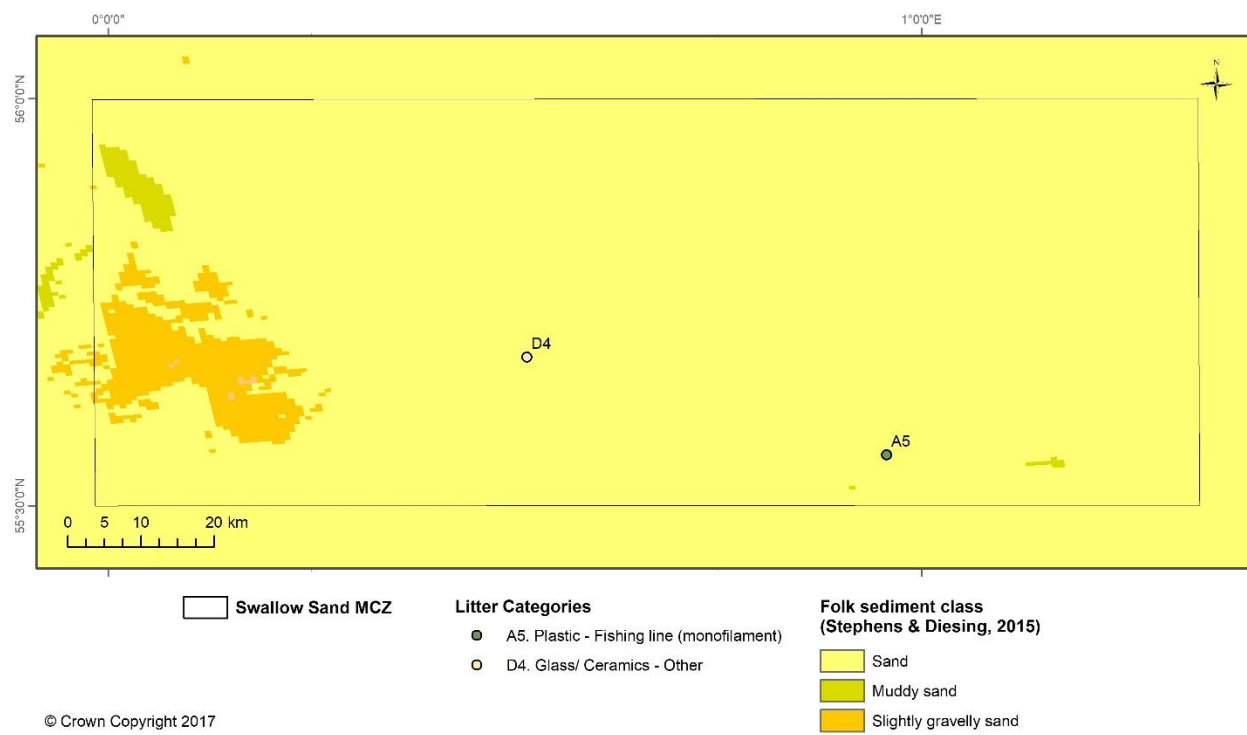 0°0'0"
1°0'0"E
N
56°0'0"N
D4
A5
55°30'0"N
0 5 10 20 km
Swallow Sand MCZ
Litter Categories
A5. Plastic - Fishing line (monofilament)
D4. Glass/ Ceramics - Other
Folk sediment class
(Stephens & Diesing, 2015)
Sand
Muddy sand
Slightly gravelly sand
© Crown Copyright 2017